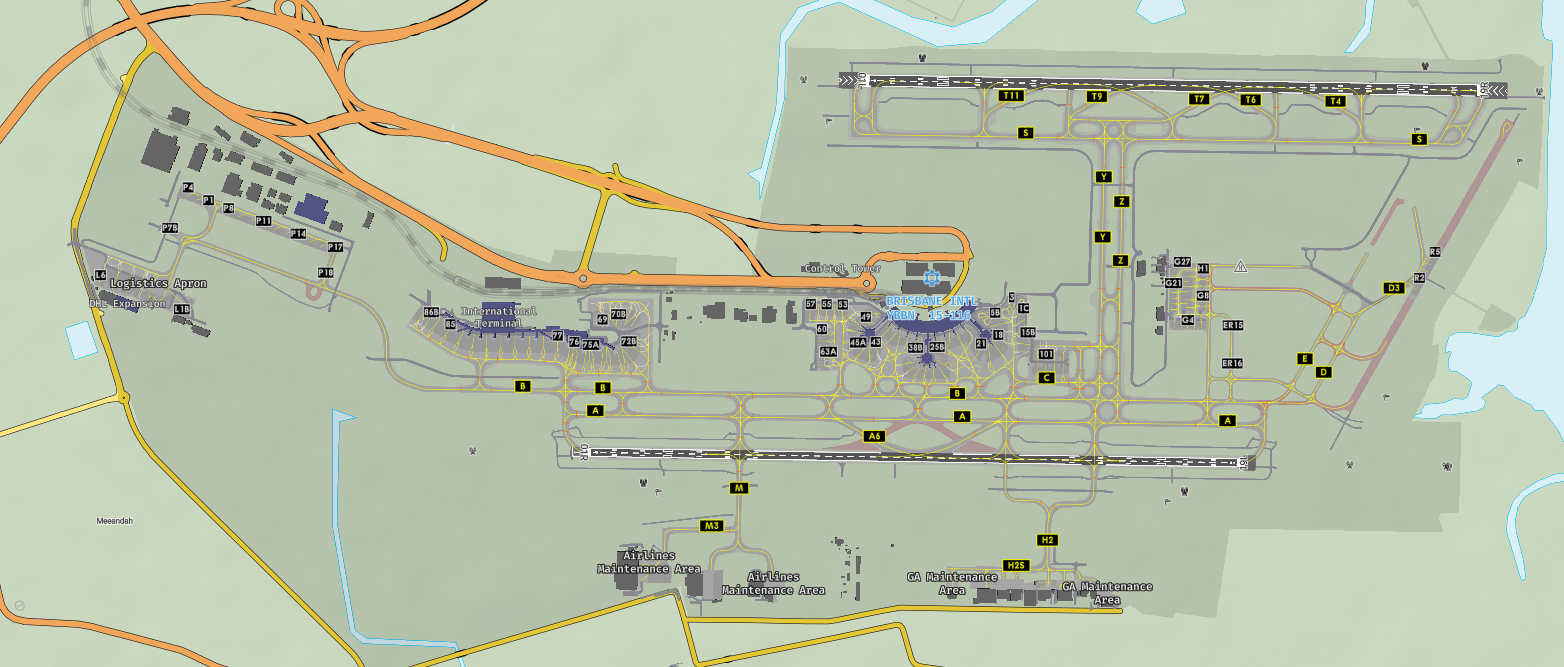 T11
T9
T7
T6
T4
S
S
Y
Z
Y
Z
P4
P1
P8
P11
P7B
P14
P17
P18
L6
Logistics Apron
DHL Expansion
L1B
Control Tower
BRISBANE INTL
YBBN 15-116
G27
H1
G21
G8
G4
R5
R2
D3
ER15
ER16
E
D
86B
85
International
Terminal
69
70B
77
76
75A
72B
57
55
53
49
60
63A
45A
43
38B
25B
21
18
5B
3
1C
15B
101
C
B
B
B
A
A
A
A6
01R
19L
M
M3
Airlines
Maintenance Area
Airlines
Maintenance Area
H2
H2S
GA Maintenance
Area
GA Maintenance
Area
Meeandah